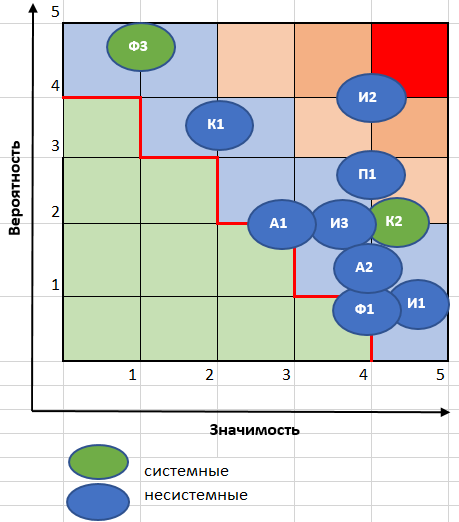 5
Ф3
4
И2
К1
3
П1
Вероятность
2
А1
И3
К2
А2
1
Ф1
И1
1
2
3
4
5
Значимость
системные
несистемные